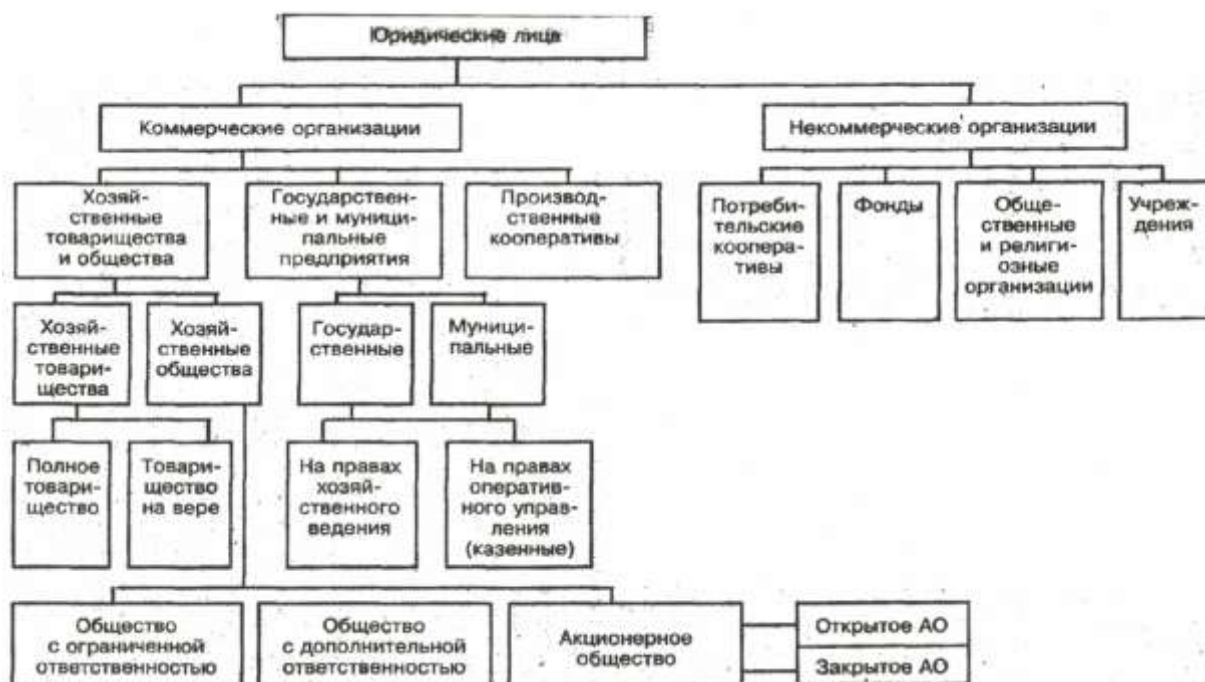 Юридические лица
Коммерческие организации
Некоммерческие организации
Хозяй-
ственные
товарищества
и общества
Государствен-
ные и муници-
пальные
предприятия
Производ-
ственные
кооперативы
Потреби-
тельские
коопера-
тивы
Фонды
Обще-
ственные
и религи-
озные
организации
Учреж-
дения
Хозяй-
ственные
товари-
щества
Хозяй-
ственные
общества
Государ-
ственные
Муници-
пальные
Полное
товари-
щество
Товари-
щество
на вере
На правах
хозяй-
ственного
ведения
На правах
оператив-
ного управ-
ления
(казенные)
Общество
с ограниченной
ответственностью
Общество
с дополнительной
ответственностью
Акционерное
общество
Открытое АО
Закрытое АО